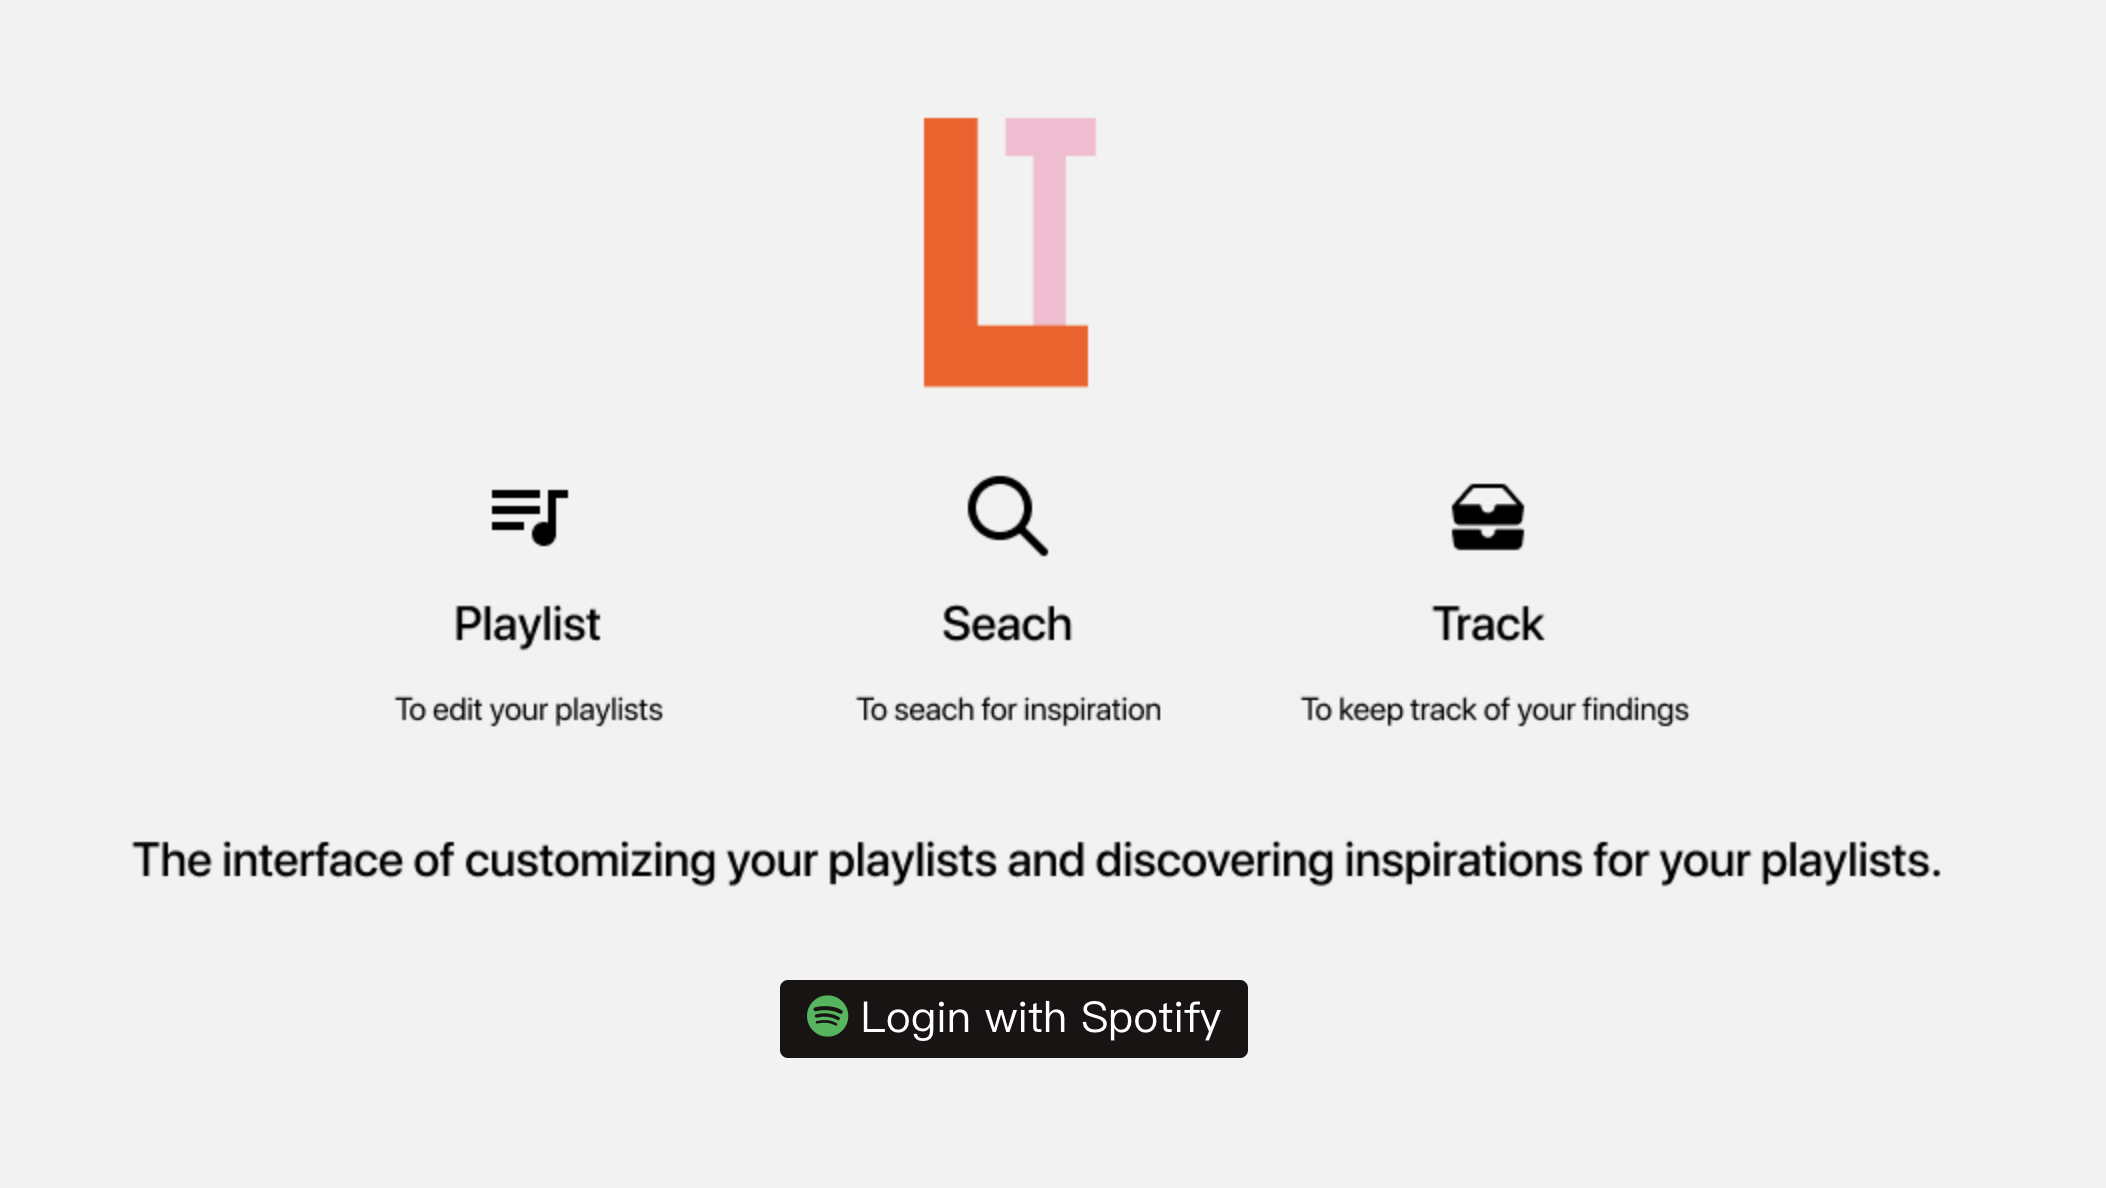 LT
Playlist
Seach
Track
To edit your playlists
To seach for inspiration
To keep track of your findings
The interface of customizing your playlists and discovering inspirations for your playlists.
Login with Spotify